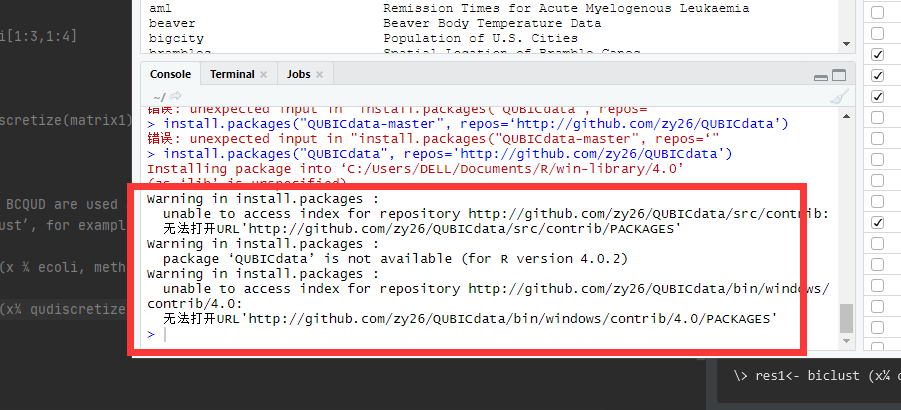 i[1:3,1:4]
scretize(matrix1)
BCQUD are used
ust’, for exampl
(x % ecoli, meth
(x% qudiscretize
aml Remission Times for Acute Myelogenous Leukaemia
beaver Beaver Body Temperature Data
bigcity Population of U.S. Cities
brambles Spatial Location of Bramble Canes
Console Terminal × Jobs ×
~/
错误: unexpected input in "install.packages("QUBICdata", repos=‘"
> install.packages("QUBICdata-master", repos=‘http://github.com/zy26/QUBICdata’)
错误: unexpected input in "install.packages("QUBICdata-master", repos=‘"
> install.packages("QUBICdata", repos='http://github.com/zy26/QUBICdata')
Installing package into ‘C:/Users/DELL/Documents/R/win-library/4.0’
(as ‘lib’ is unspecified)
Warning in install.packages :
unable to access index for repository http://github.com/zy26/QUBICdata/src/contrib:
无法打开URL'http://github.com/zy26/QUBICdata/src/contrib/PACKAGES'
Warning in install.packages :
package ‘QUBICdata’ is not available (for R version 4.0.2)
Warning in install.packages :
unable to access index for repository http://github.com/zy26/QUBICdata/bin/windows/
contrib/4.0:
无法打开URL'http://github.com/zy26/QUBICdata/bin/windows/contrib/4.0/PACKAGES'
>
\> res1<- biclust (x% q